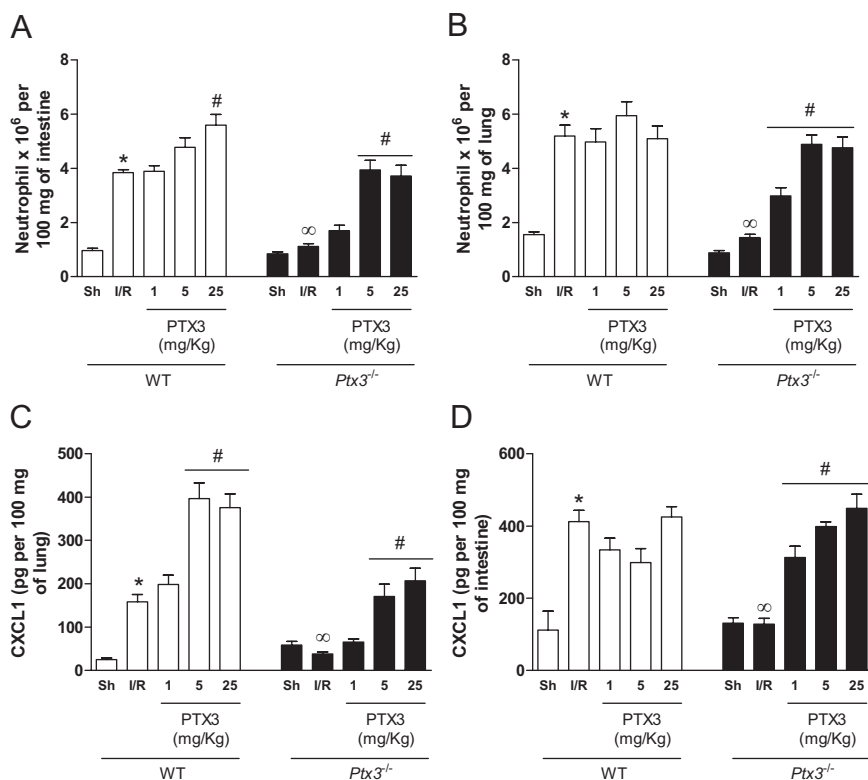 A
Neutrophil x 10⁶ per
100 mg of intestine
8
6
4
2
0
*
#
∞
#
Sh I/R 1 5 25 Sh I/R 1 5 25
PTX3 PTX3
(mg/Kg) (mg/Kg)
WT Ptx3⁻/⁻
B
Neutrophil x 10⁶ per
100 mg of lung
8
6
4
2
0
*
∞
#
Sh I/R 1 5 25 Sh I/R 1 5 25
PTX3 PTX3
(mg/Kg) (mg/Kg)
WT Ptx3⁻/⁻
C
CXCL1 (pg per 100 mg
of lung)
500
400
300
200
100
0
*
#
∞
#
Sh I/R 1 5 25 Sh I/R 1 5 25
PTX3 PTX3
(mg/Kg) (mg/Kg)
WT Ptx3⁻/⁻
D
CXCL1 (pg per 100 mg
of intestine)
600
400
200
0
*
∞
#
Sh I/R 1 5 25 Sh I/R 1 5 25
PTX3 PTX3
(mg/Kg) (mg/Kg)
WT Ptx3⁻/⁻